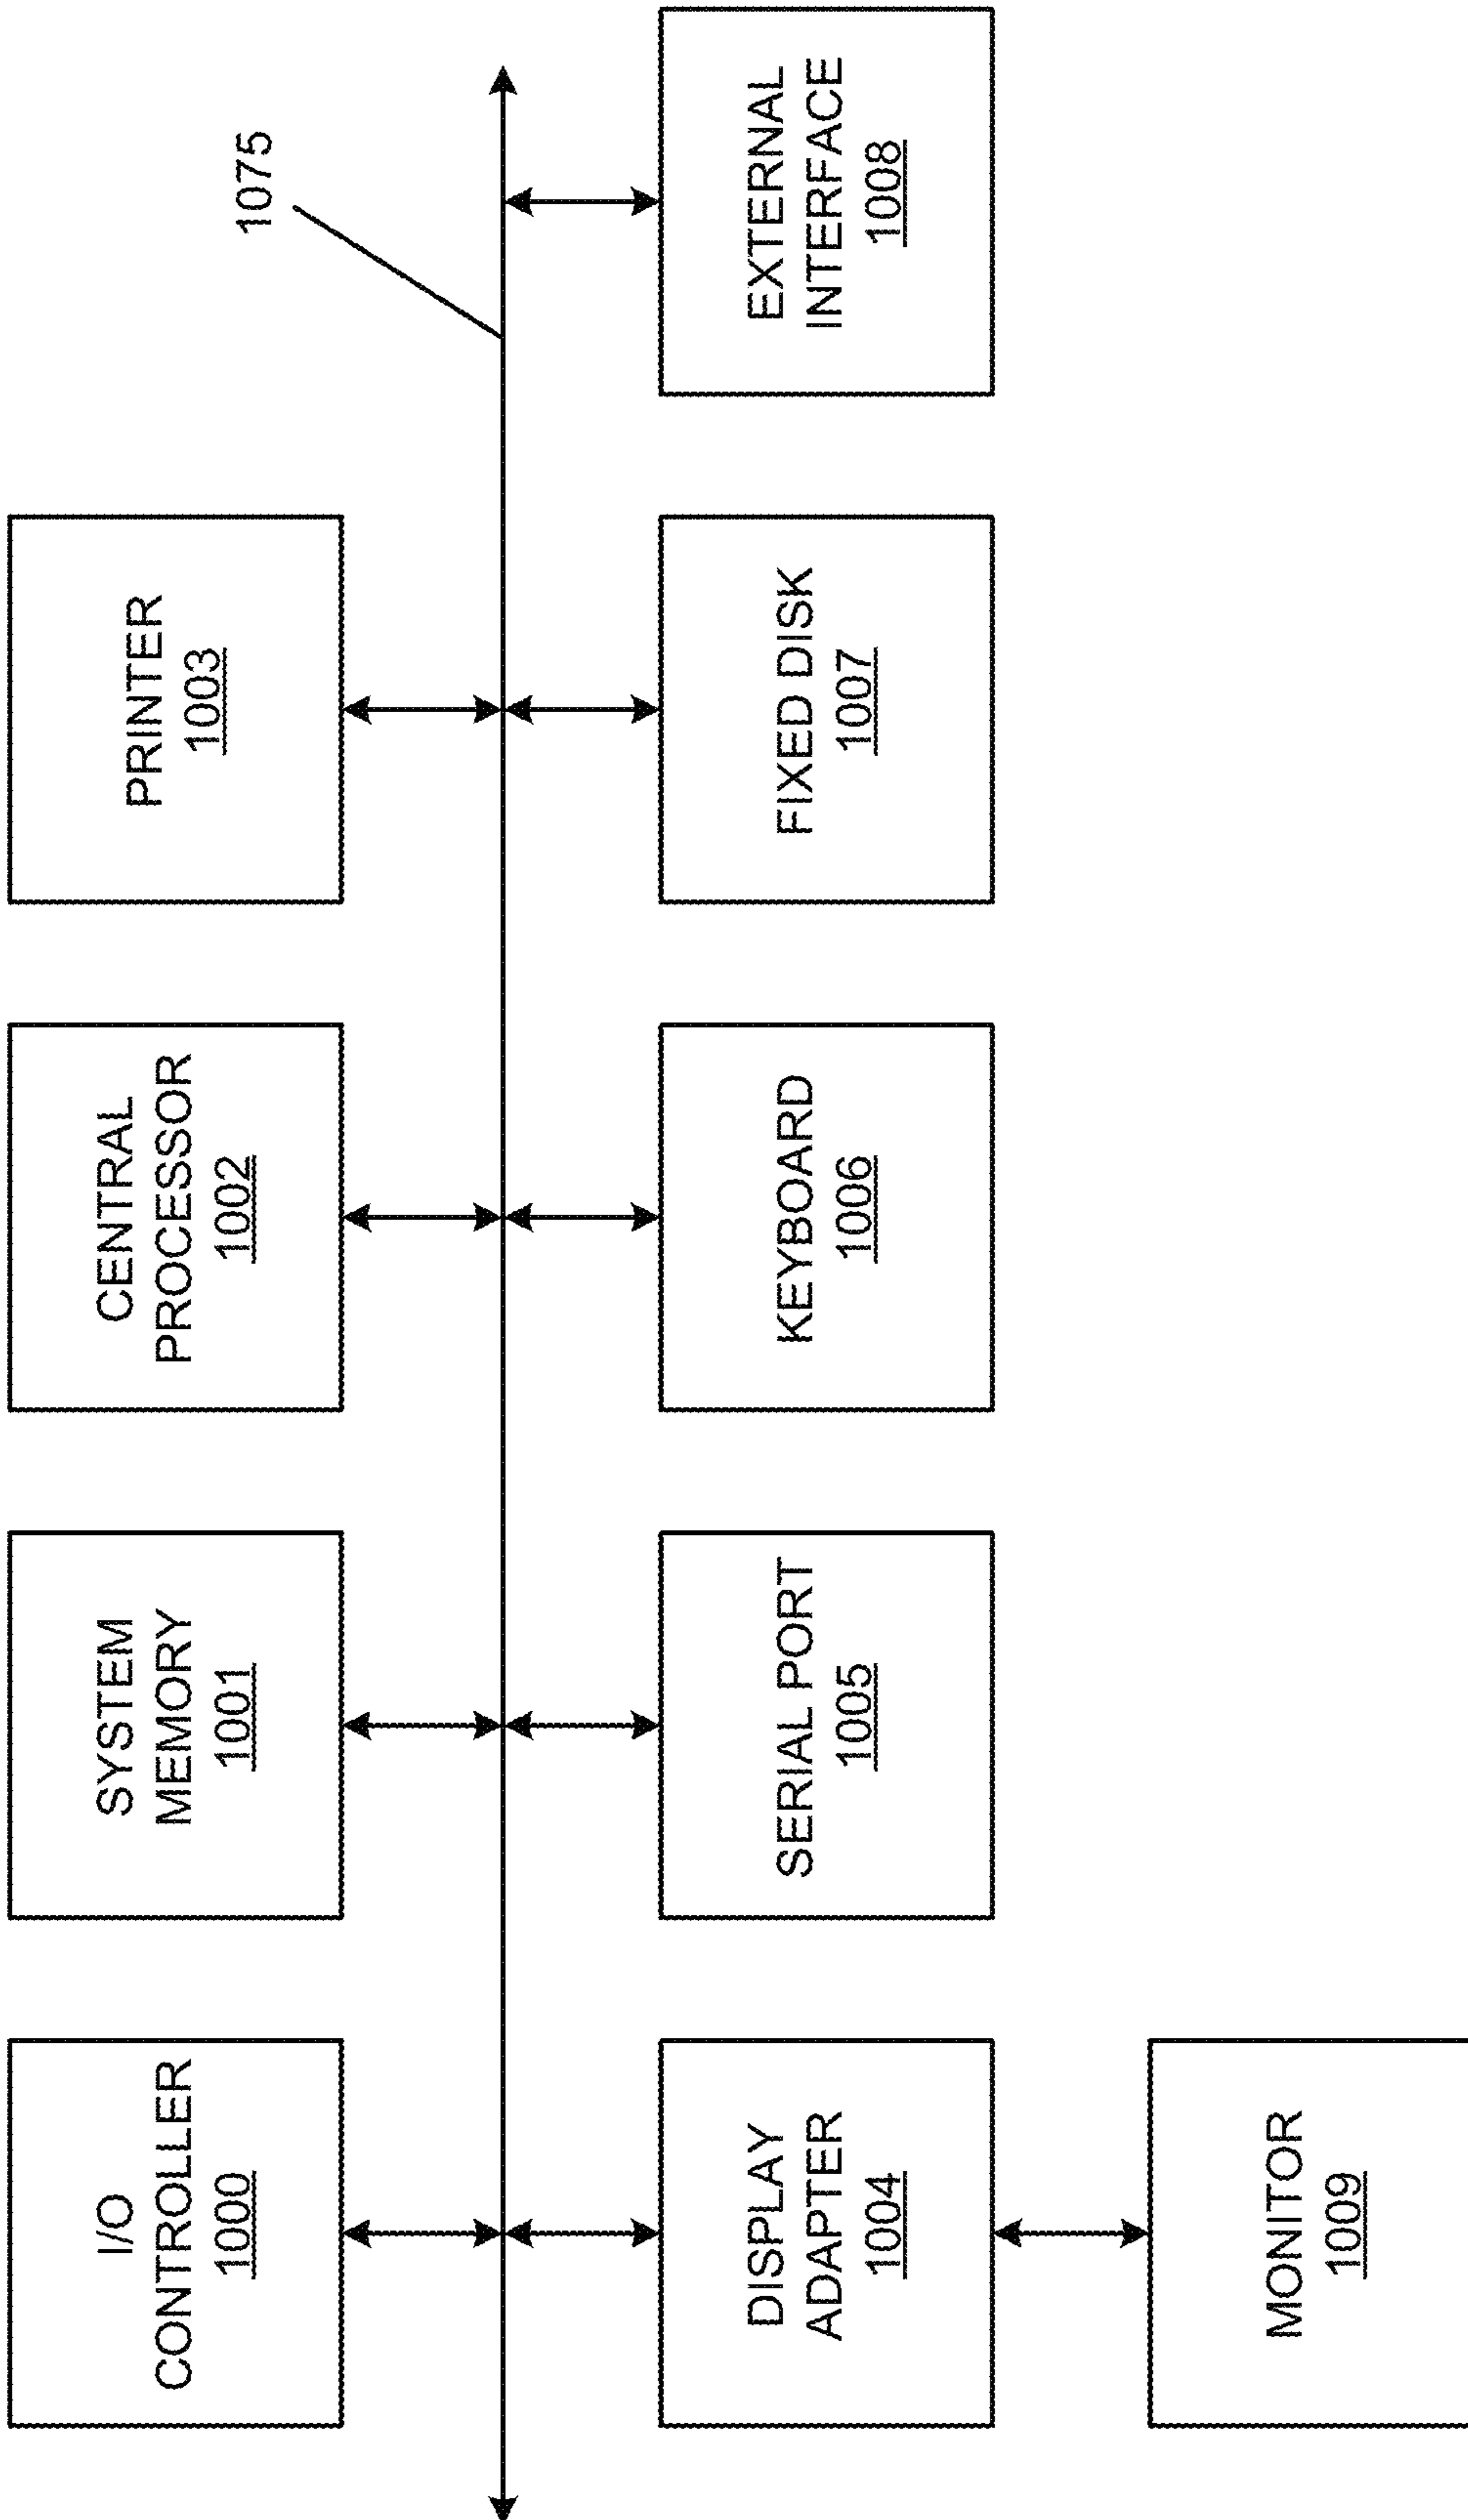 I/O
CONTROLLER
1000
SYSTEM
MEMORY
1001
CENTRAL
PROCESSOR
1002
PRINTER
1003
1075
DISPLAY
ADAPTER
1004
SERIAL PORT
1005
KEYBOARD
1006
FIXED DISK
1007
EXTERNAL
INTERFACE
1008
MONITOR
1009